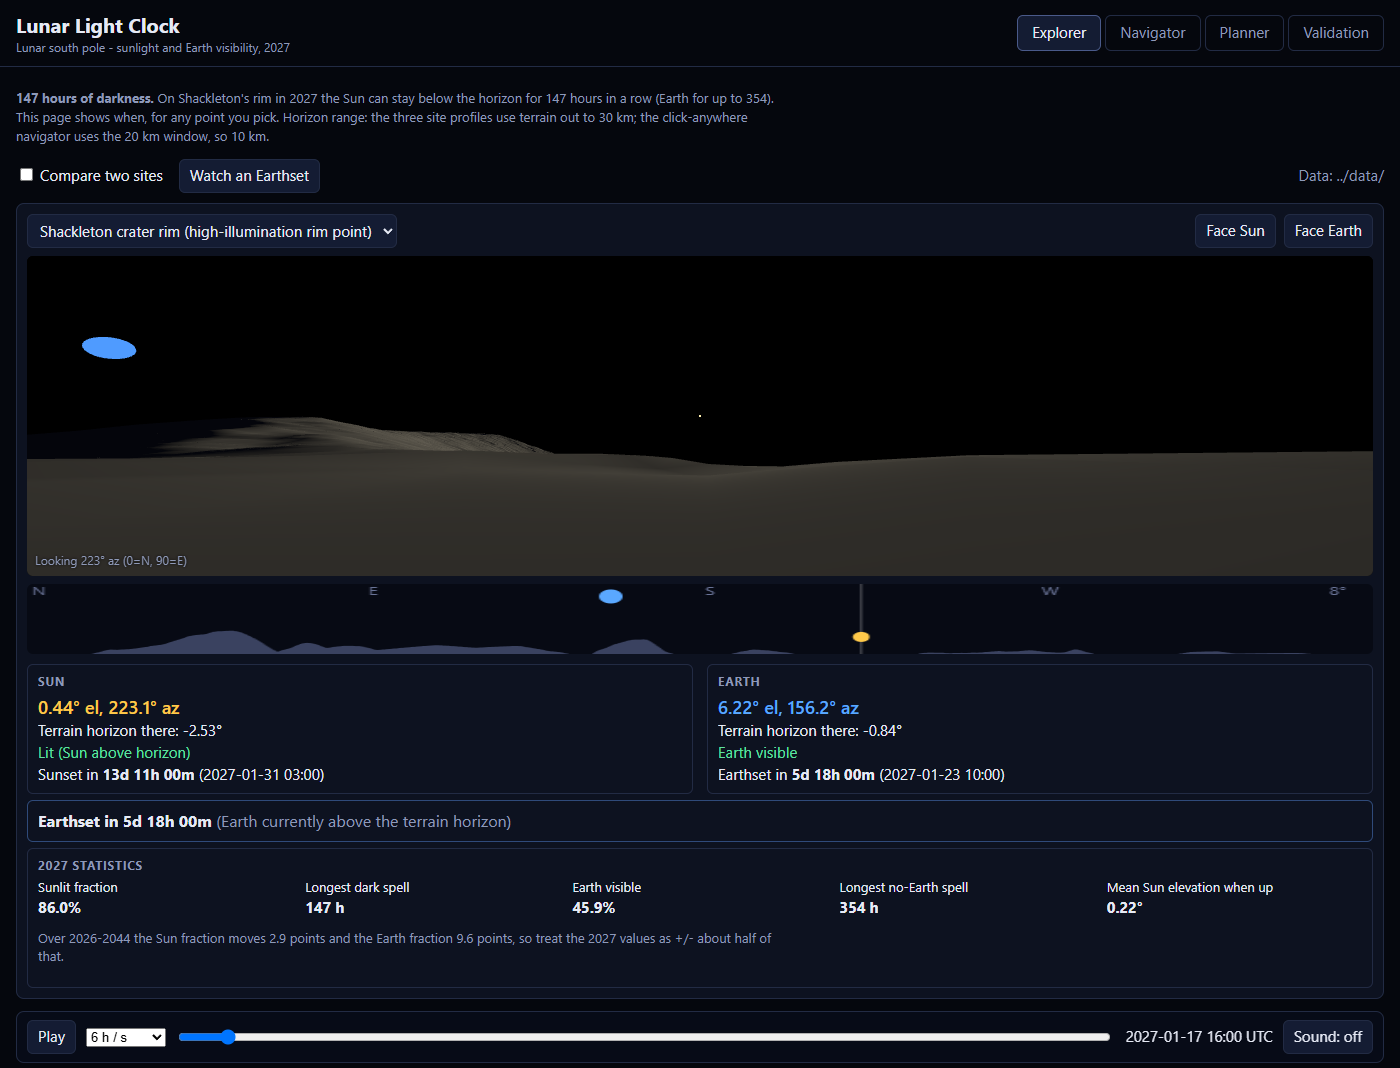 Lunar Light Clock
Lunar south pole - sunlight and Earth visibility, 2027
Explorer
Navigator
Planner
Validation
147 hours of darkness. On Shackleton's rim in 2027 the Sun can stay below the horizon for 147 hours in a row (Earth for up to 354).
This page shows when, for any point you pick. Horizon range: the three site profiles use terrain out to 30 km; the click-anywhere
navigator uses the 20 km window, so 10 km.
Compare two sites
Watch an Earthset
Data: ../data/
Shackleton crater rim (high-illumination rim point)
Face Sun
Face Earth
Looking 223° az (0=N, 90=E)
N
E
S
W
8°
SUN
0.44° el, 223.1° az
Terrain horizon there: -2.53°
Lit (Sun above horizon)
Sunset in 13d 11h 00m (2027-01-31 03:00)
EARTH
6.22° el, 156.2° az
Terrain horizon there: -0.84°
Earth visible
Earthset in 5d 18h 00m (2027-01-23 10:00)
Earthset in 5d 18h 00m (Earth currently above the terrain horizon)
2027 STATISTICS
Sunlit fraction
86.0%
Longest dark spell
147 h
Earth visible
45.9%
Longest no-Earth spell
354 h
Mean Sun elevation when up
0.22°
Over 2026-2044 the Sun fraction moves 2.9 points and the Earth fraction 9.6 points, so treat the 2027 values as +/- about half of
that.
Play
6 h / s
2027-01-17 16:00 UTC
Sound: off